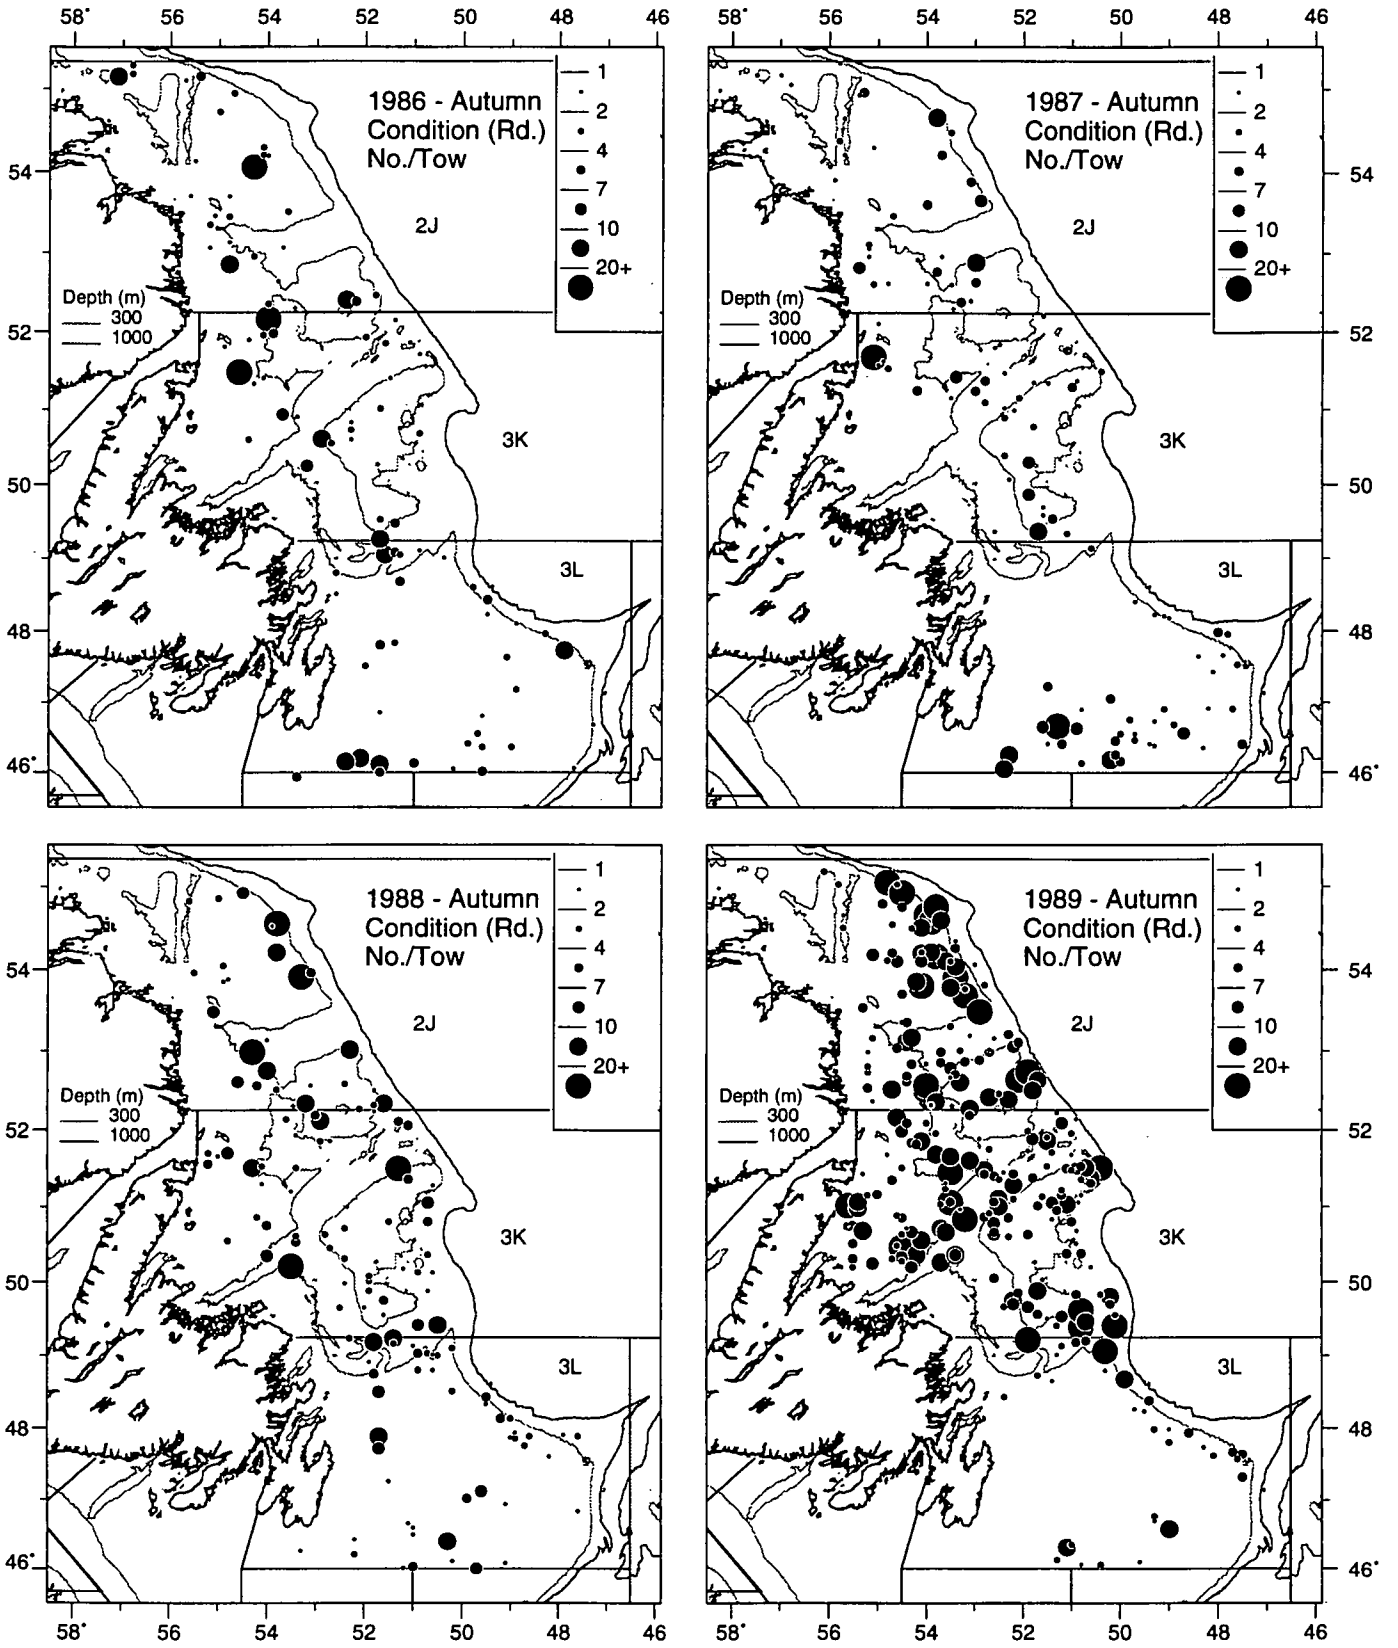 58° 56 54 52 50 48 46
58° 56 54 52 50 48 46
1986 - Autumn
Condition (Rd.)
No./Tow
1
2
4
7
10
20+
54
2J
Depth (m)
300
1000
52
3K
50
3L
48
46°
1987 - Autumn
Condition (Rd.)
No./Tow
1
2
4
7
10
20+
54
2J
Depth (m)
300
1000
52
3K
50
3L
48
46°
1988 - Autumn
Condition (Rd.)
No./Tow
1
2
4
7
10
20+
54
2J
Depth (m)
300
1000
52
3K
50
3L
48
46°
1989 - Autumn
Condition (Rd.)
No./Tow
1
2
4
7
10
20+
54
2J
Depth (m)
300
1000
52
3K
50
3L
48
46°
58° 56 54 52 50 48 46
58° 56 54 52 50 48 46